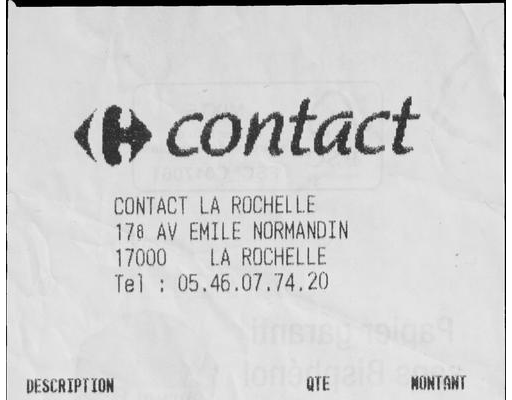 contact
CONTACT LA ROCHELLE
178 AV EMILE NORMANDIN
17000 LA ROCHELLE
Tel : 05.46.07.74.20
Papier garanti
sans Bisphénol
DESCRIPTION QTE MONTANT